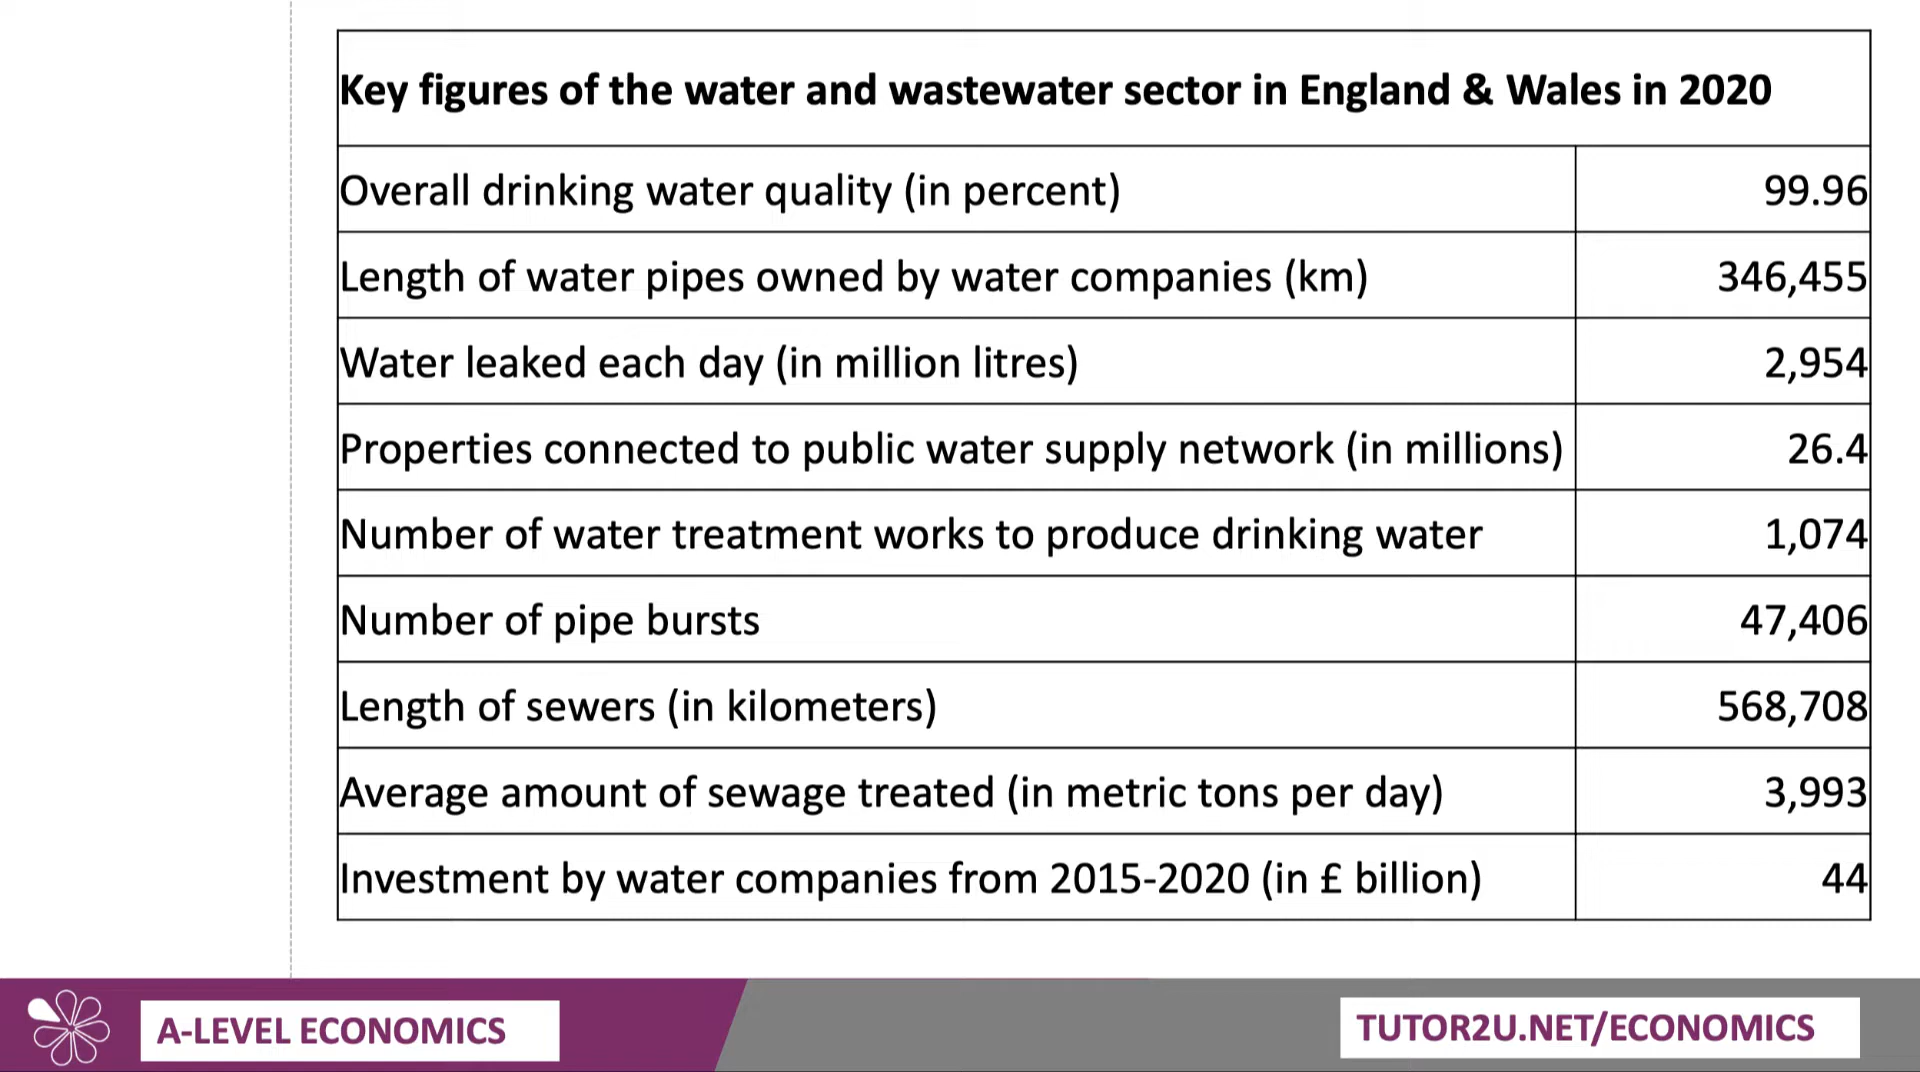 Key figures of the water and wastewater sector in England & Wales in 2020
Overall drinking water quality (in percent) 99.96
Length of water pipes owned by water companies (km) 346,455
Water leaked each day (in million litres) 2,954
Properties connected to public water supply network (in millions) 26.4
Number of water treatment works to produce drinking water 1,074
Number of pipe bursts 47,406
Length of sewers (in kilometers) 568,708
Average amount of sewage treated (in metric tons per day) 3,993
Investment by water companies from 2015-2020 (in £ billion) 44
A-LEVEL ECONOMICS
TUTOR2U.NET/ECONOMICS